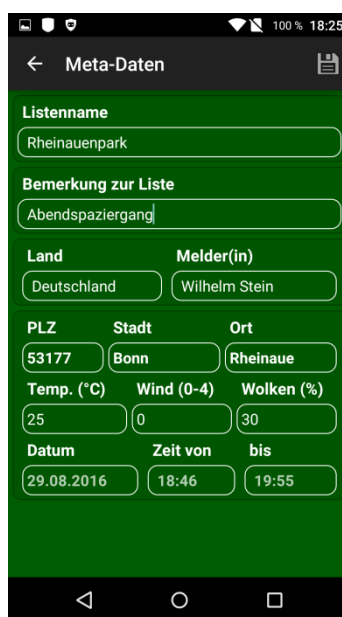 100 % 18:25
Meta-Daten
Listenname
Rheinauenpark
Bemerkung zur Liste
Abendspaziergang
Land Melder(in)
Deutschland Wilhelm Stein
PLZ Stadt Ort
53177 Bonn Rheinaue
Temp. (°C) Wind (0-4) Wolken (%)
25 0 30
Datum Zeit von bis
29.08.2016 18:46 19:55